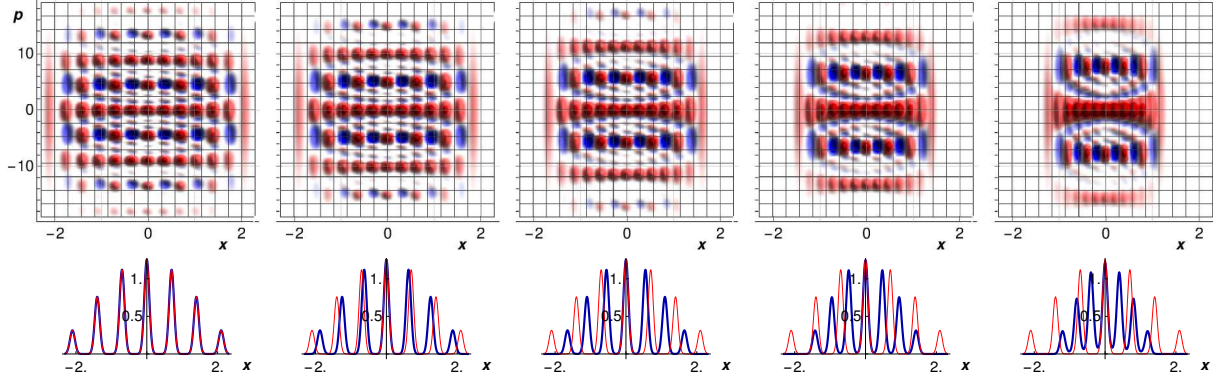 p
10
0
−10
−2 0 2 −2 0 2 −2 0 2 −2 0 2 −2 0 2
x x x x x
1. 1. 1. 1. 1.
0.5 0.5 0.5 0.5 0.5
−2. 2. x −2. 2. x −2. 2. x −2. 2. x −2. 2. x